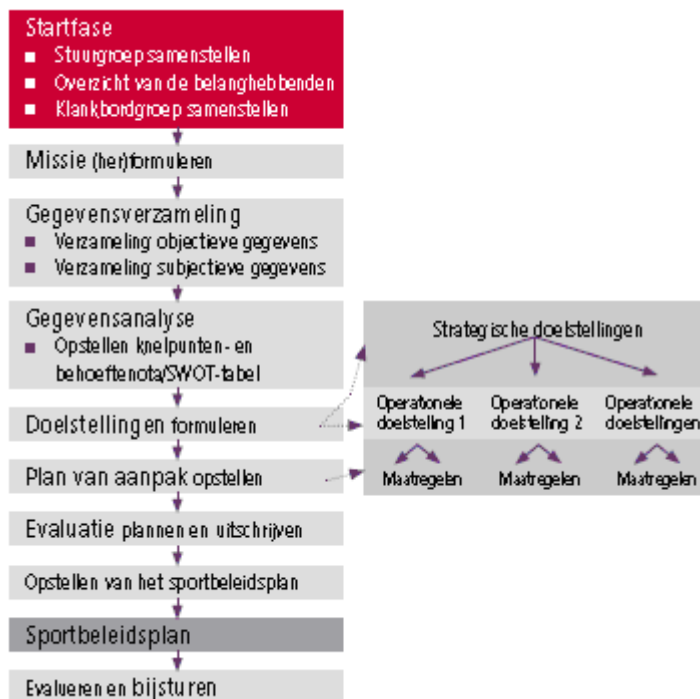 Startfase
Stuurgroep samenstellen
Overzicht van de belanghebbenden
Klankbordgroep samenstellen
Missie (her)formuleren
Gegevensverzameling
Verzameling objectieve gegevens
Verzameling subjectieve gegevens
Gegevensanalyse
Opstellen knelpunten- en
behoeftenota/SWOT-tabel
Doelstellingen formuleren
Plan van aanpak opstellen
Evaluatie plannen en uitschrijven
Opstellen van het sportbeleidsplan
Sportbeleidsplan
Evalueren en bijsturen
Strategische doelstellingen
Operationele
doelstelling 1
Operationele
doelstelling 2
Operationele
doelstellingen
Maatregelen
Maatregelen
Maatregelen